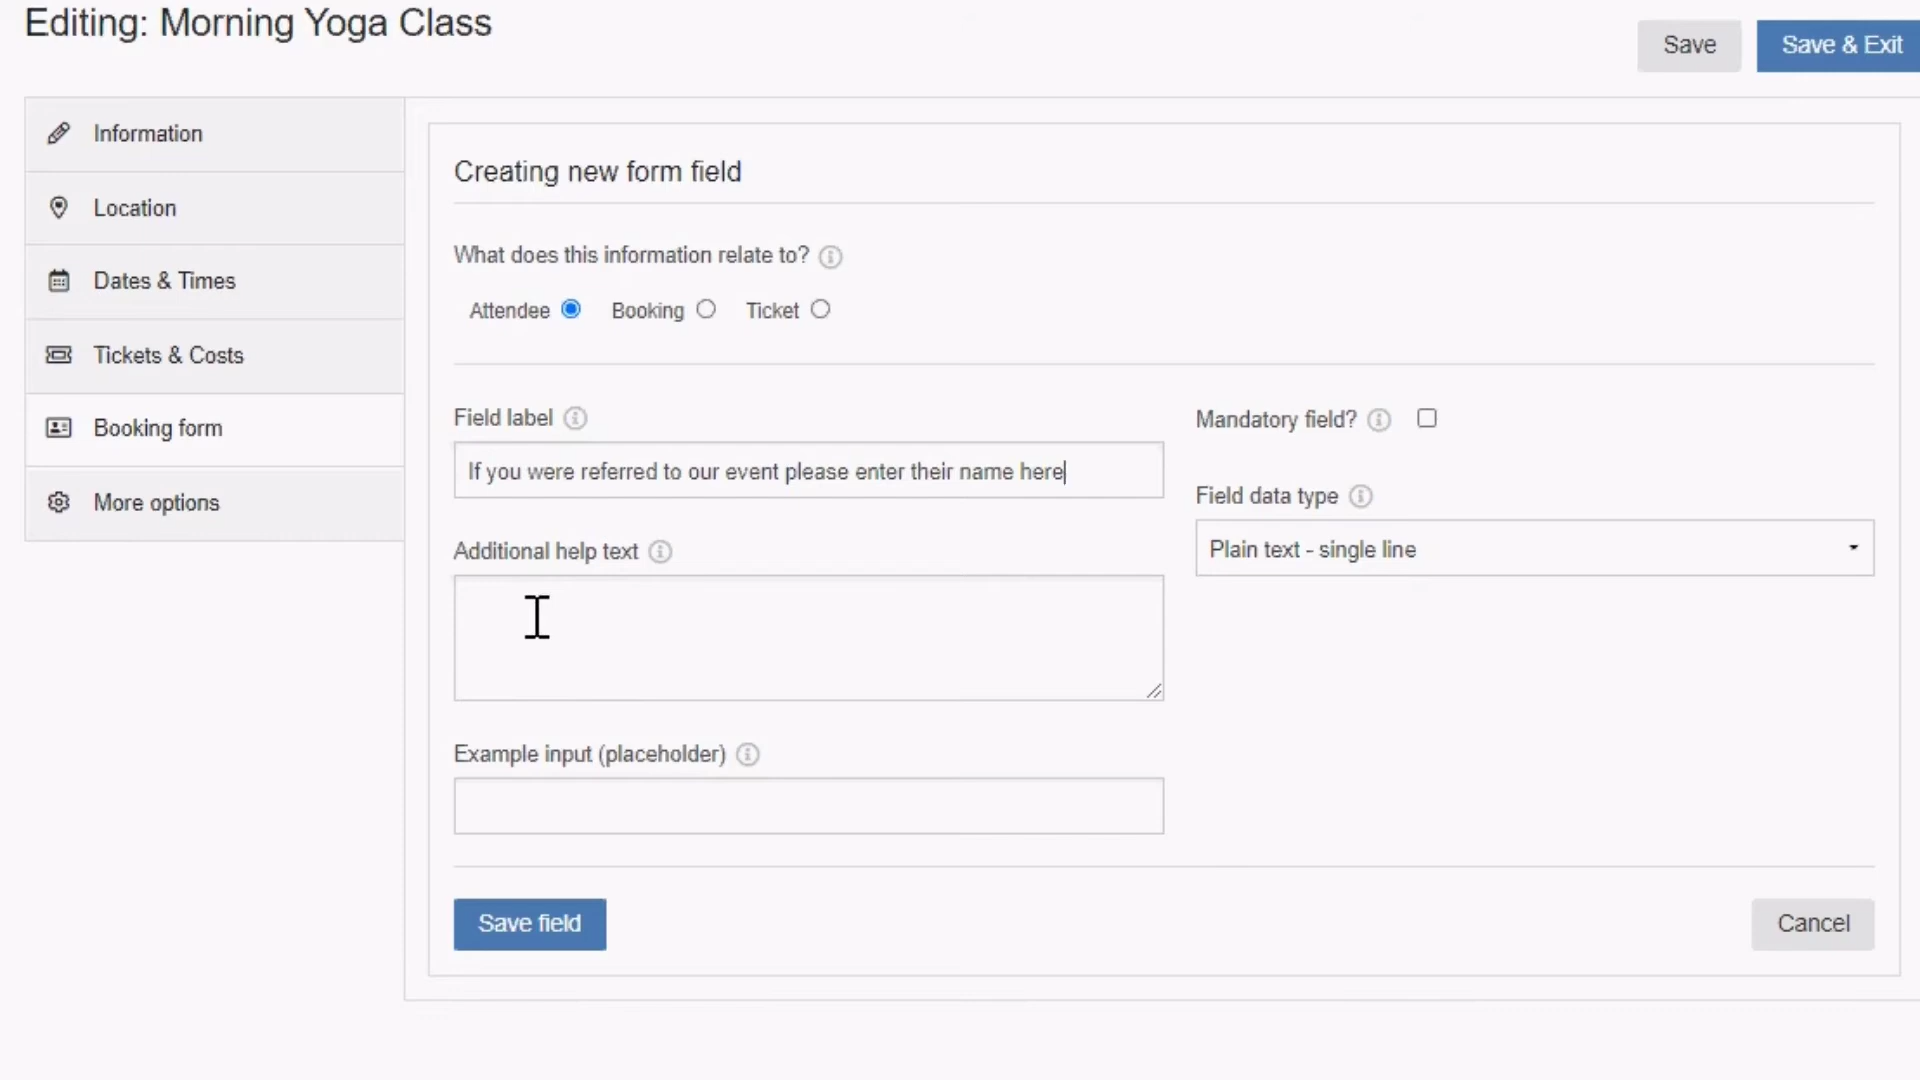 Editing: Morning Yoga Class
Save
Save & Exit
Information
Location
Dates & Times
Tickets & Costs
Booking form
More options
Creating new form field
What does this information relate to?
Attendee Booking Ticket
Field label
If you were referred to our event please enter their name here
Mandatory field?
Field data type
Plain text - single line
Additional help text
Example input (placeholder)
Save field
Cancel